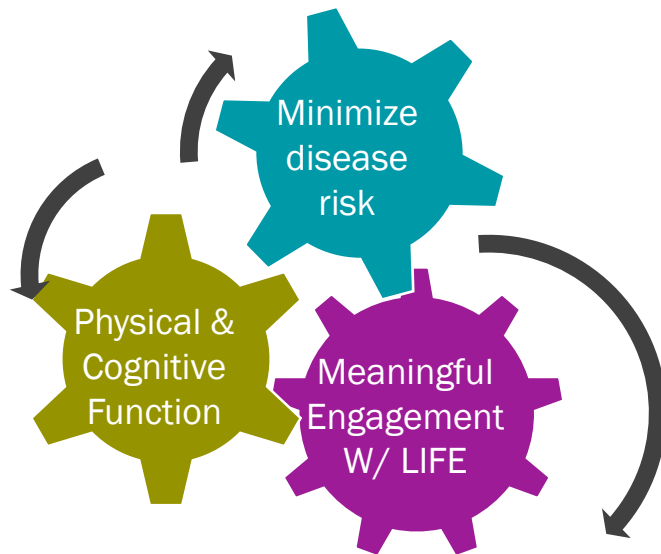 Minimize
disease
risk
Physical &
Cognitive
Function
Meaningful
Engagement
W/ LIFE